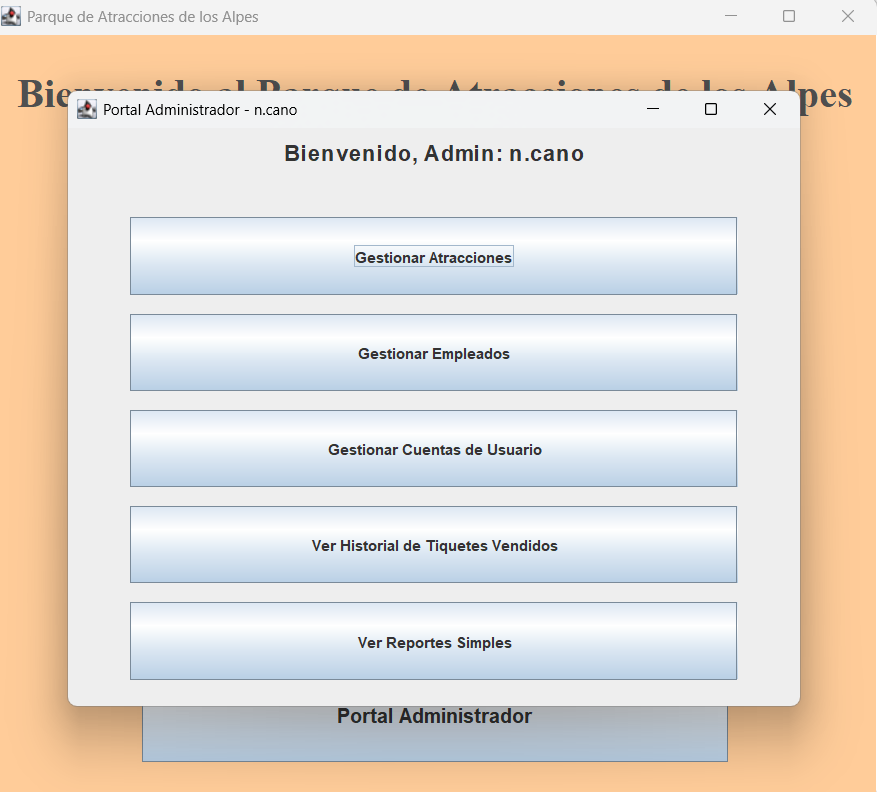 Parque de Atracciones de los Alpes
Bienvenido al Parque de Atracciones de los Alpes
Portal Administrador - n.cano
Bienvenido, Admin: n.cano
Gestionar Atracciones
Gestionar Empleados
Gestionar Cuentas de Usuario
Ver Historial de Tiquetes Vendidos
Ver Reportes Simples
Portal Administrador